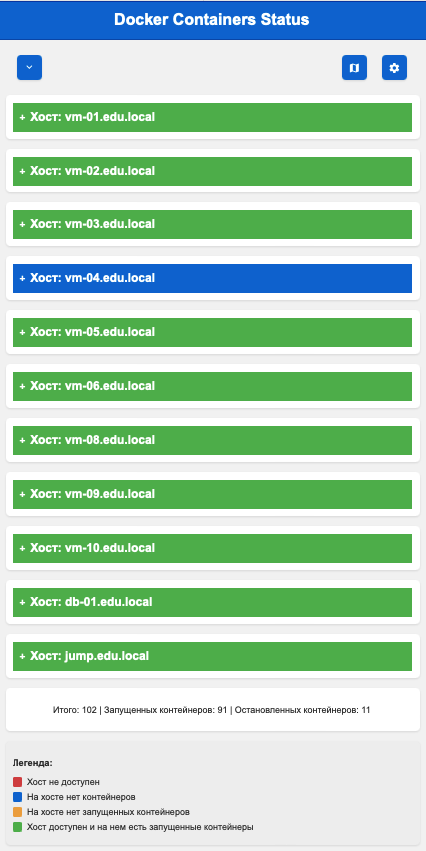 Docker Containers Status
+ Хост: vm-01.edu.local
+ Хост: vm-02.edu.local
+ Хост: vm-03.edu.local
+ Хост: vm-04.edu.local
+ Хост: vm-05.edu.local
+ Хост: vm-06.edu.local
+ Хост: vm-08.edu.local
+ Хост: vm-09.edu.local
+ Хост: vm-10.edu.local
+ Хост: db-01.edu.local
+ Хост: jump.edu.local
Итого: 102 | Запущенных контейнеров: 91 | Остановленных контейнеров: 11
Легенда:
Хост не доступен
На хосте нет контейнеров
На хосте нет запущенных контейнеров
Хост доступен и на нем есть запущенные контейнеры